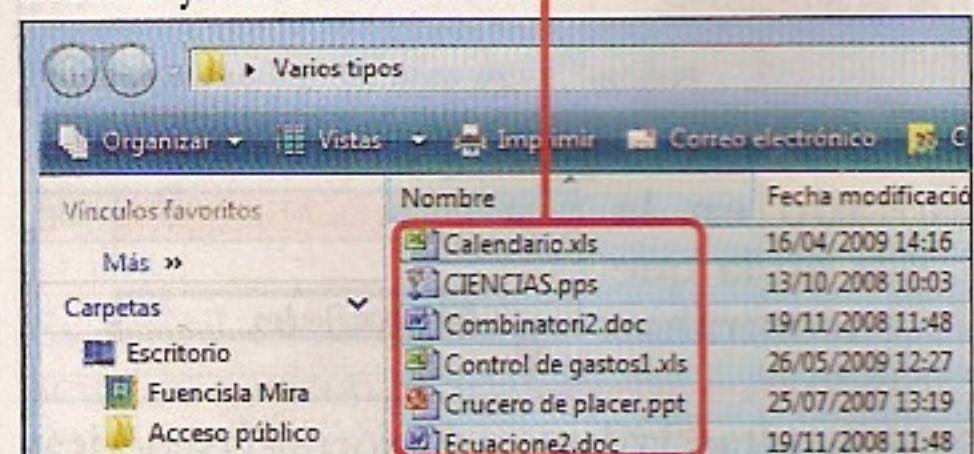 Varios tipos
Organizar Vistas Imprimir Correo electrónico C
Vínculos favoritos
Más »
Carpetas
Escritorio
Fuencisla Mira
Acceso público
Nombre Fecha modificació
Calendario.xls 16/04/2009 14:16
CIENCIAS.pps 13/10/2008 10:03
Combinatori2.doc 19/11/2008 11:48
Control de gastos1.xls 26/05/2009 12:27
Crucero de placer.ppt 25/07/2007 13:19
Ecuacione2.doc 19/11/2008 11:48